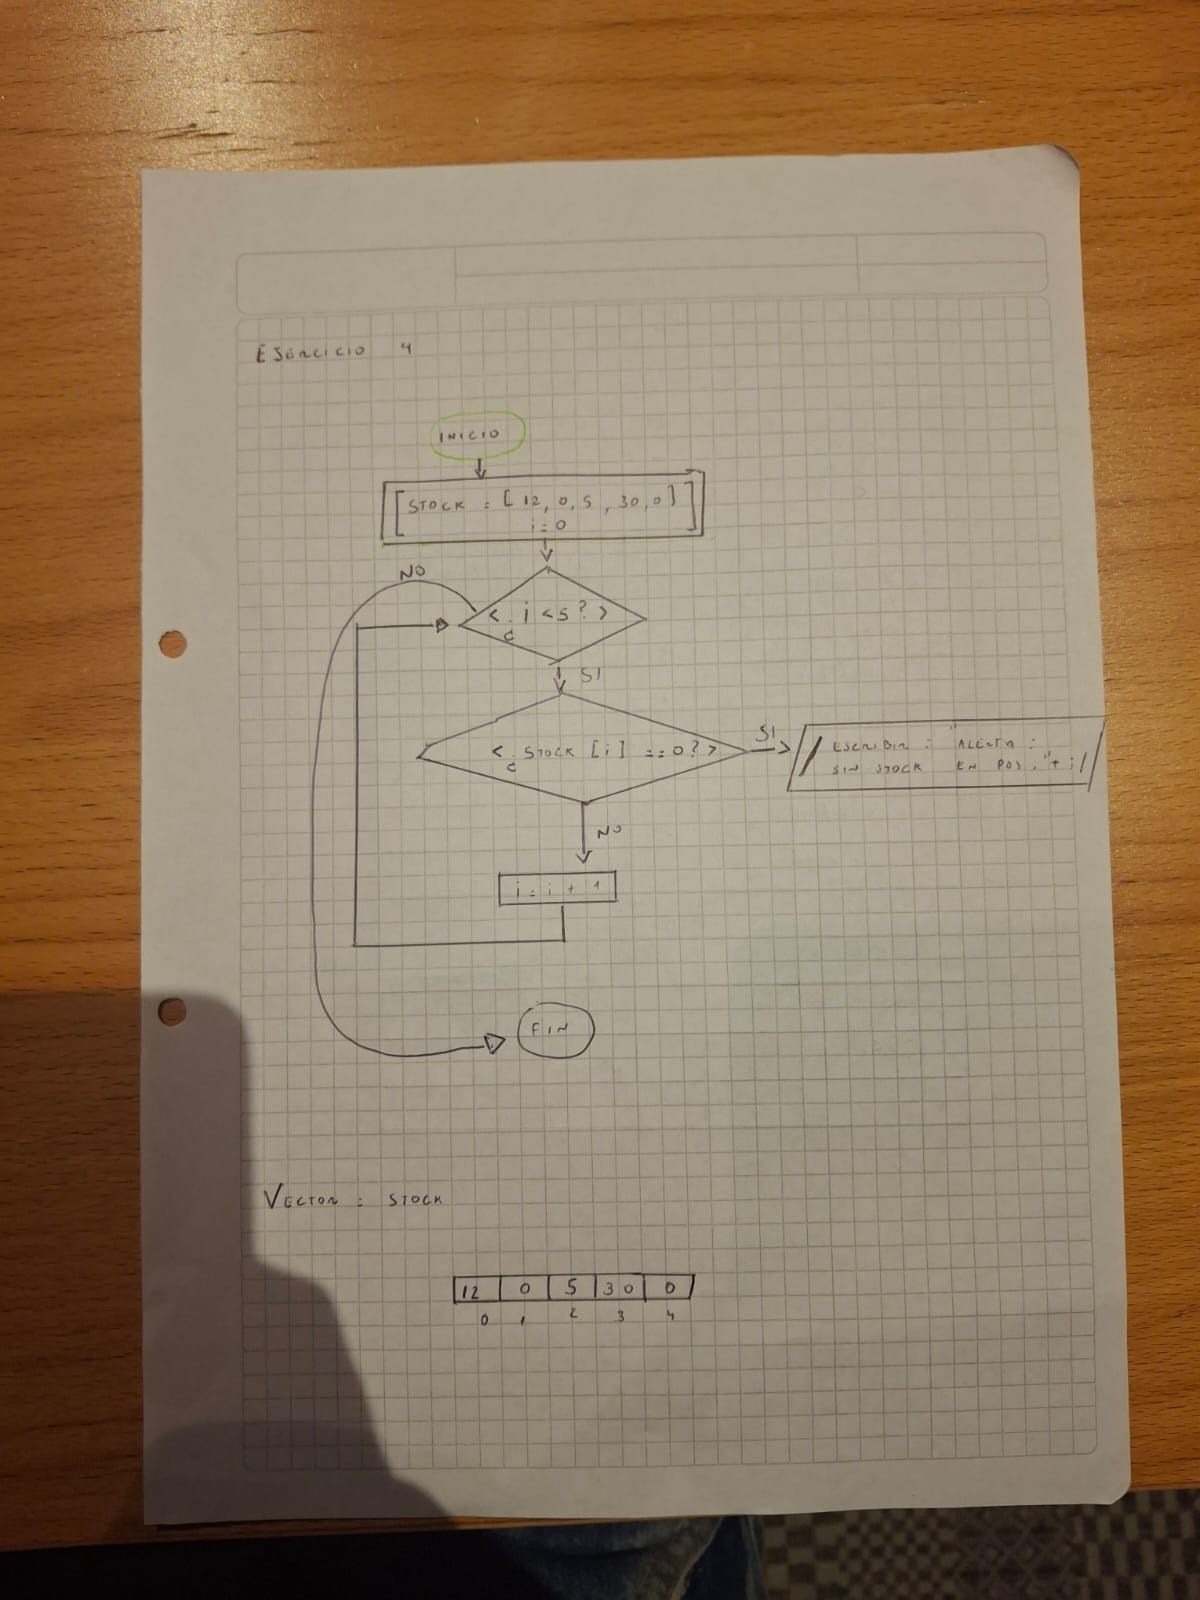 EJERCICIO 4
INICIO
[STOCK = [12, 0, 5, 30, 0]
i = 0]
NO
<¿i < 5?>
SI
<¿STOCK [i] == 0?>
SI
/ ESCRIBIR: "ALERTA:
SIN STOCK EN POS." + i /
NO
i = i + 1
FIN
VECTOR: STOCK
12 0 5 30 0
0 1 2 3 4